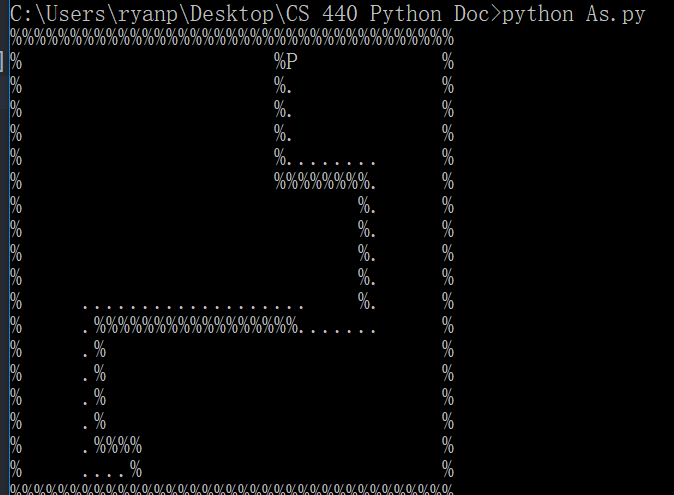 C:\Users\ryanp\Desktop\CS 440 Python Doc>python As.py
%%%%%%%%%%%%%%%%%%%%%%%%%%%%%%%%%%%%%
%                     %P            %
%                     %.            %
%                     %.            %
%                     %.            %
%                     %........     %
%                     %%%%%%%%.     %
%                            %.     %
%                            %.     %
%                            %.     %
%                            %.     %
%     ...................    %.     %
%     .%%%%%%%%%%%%%%%%%.......     %
%     .%                            %
%     .%                            %
%     .%                            %
%     .%                            %
%     .%%%%                         %
%     ....%                         %
%%%%%%%%%%%%%%%%%%%%%%%%%%%%%%%%%%%%%